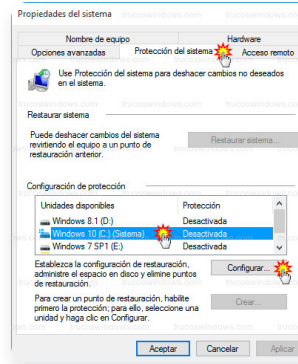 Propiedades del sistema
Nombre de equipo
Hardware
Opciones avanzadas
Protección del sistema
Acceso remoto
Use Protección del sistema para deshacer cambios no deseados
en el sistema.
Restaurar sistema
Puede deshacer cambios del sistema
revirtiendo el equipo a un punto de
restauración anterior.
Restaurar sistema...
Configuración de protección
Unidades disponibles
Protección
Windows 8.1 (D:)
Desactivada
Windows 10 (C:) (Sistema)
Desactivada
Windows 7 SP1 (E:)
Desactivada
Establezca la configuración de restauración,
administre el espacio en disco y elimine puntos
de restauración.
Configurar...
Para crear un punto de restauración, habilite
primero la protección; para ello, seleccione una
unidad y haga clic en Configurar.
Crear...
Aceptar
Cancelar
Aplicar